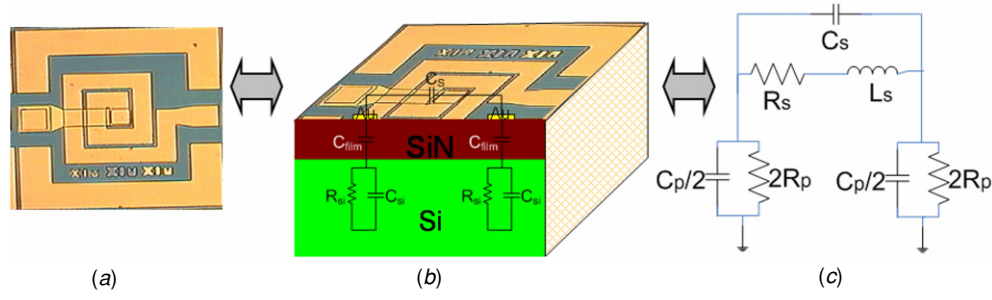 Cs
Cfilm
Cfilm
SiN
Rsi
Csi
Rsi
Csi
Si
Cs
Rs
Ls
Cp/2
2Rp
Cp/2
2Rp
(a)
(b)
(c)